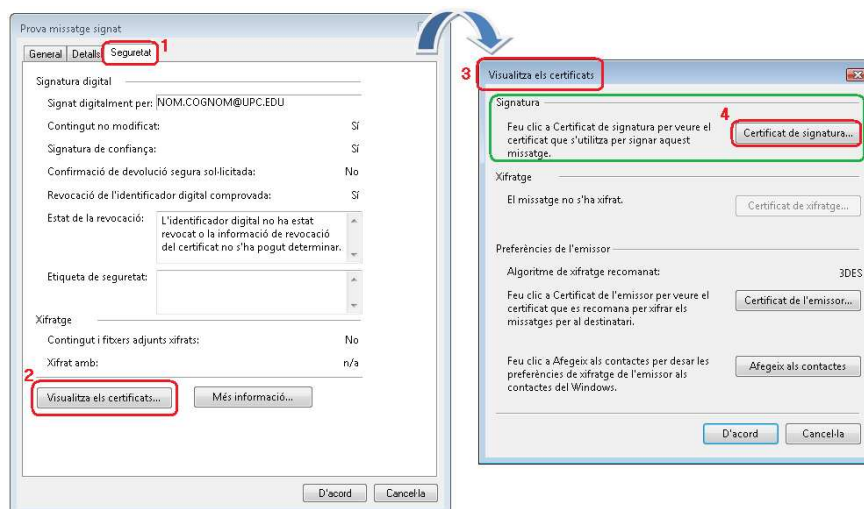 Prova missatge signat
General Detalls Seguretat 1
Signatura digital
Signat digitalment per: NOM.COGNOM@UPC.EDU
Contingut no modificat: Sí
Signatura de confiança: Sí
Confirmació de devolució segura sol·licitada: No
Revocació de l'identificador digital comprovada: Sí
Estat de la revocació: L'identificador digital no ha estat
revocat o la informació de revocació
del certificat no s'ha pogut determinar.
Etiqueta de seguretat:
Xifratge
Contingut i fitxers adjunts xifrats: No
Xifrat amb: n/a
2
Visualitza els certificats... Més informació...
D'acord Cancel·la
3 Visualitza els certificats
Signatura
4
Feu clic a Certificat de signatura per veure el
certificat que s'utilitza per signar aquest
missatge.
Certificat de signatura...
Xifratge
El missatge no s'ha xifrat.
Certificat de xifratge...
Preferències de l'emissor
Algoritme de xifratge recomanat: 3DES
Feu clic a Certificat de l'emissor per veure el
certificat que es recomana per xifrar els
missatges per al destinatari.
Certificat de l'emissor...
Feu clic a Afegeix als contactes per desar les
preferències de xifratge de l'emissor als
contactes del Windows.
Afegeix als contactes
D'acord Cancel·la